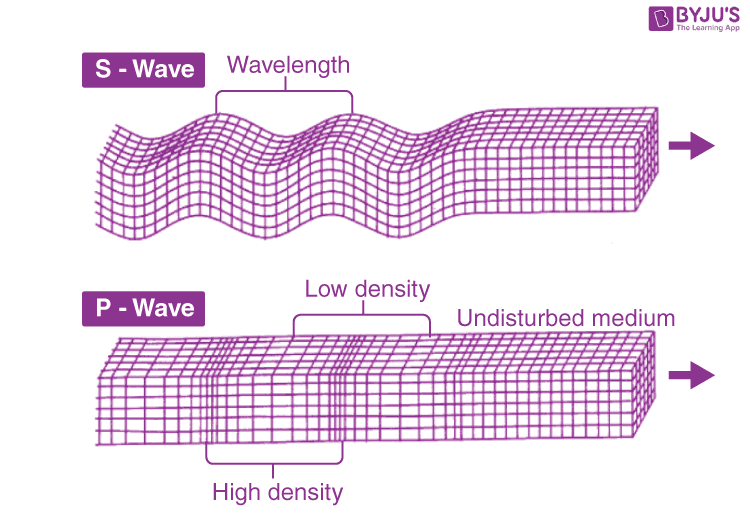 BYJU'S
The Learning App
S - Wave
Wavelength
P - Wave
Low density
Undisturbed medium
High density